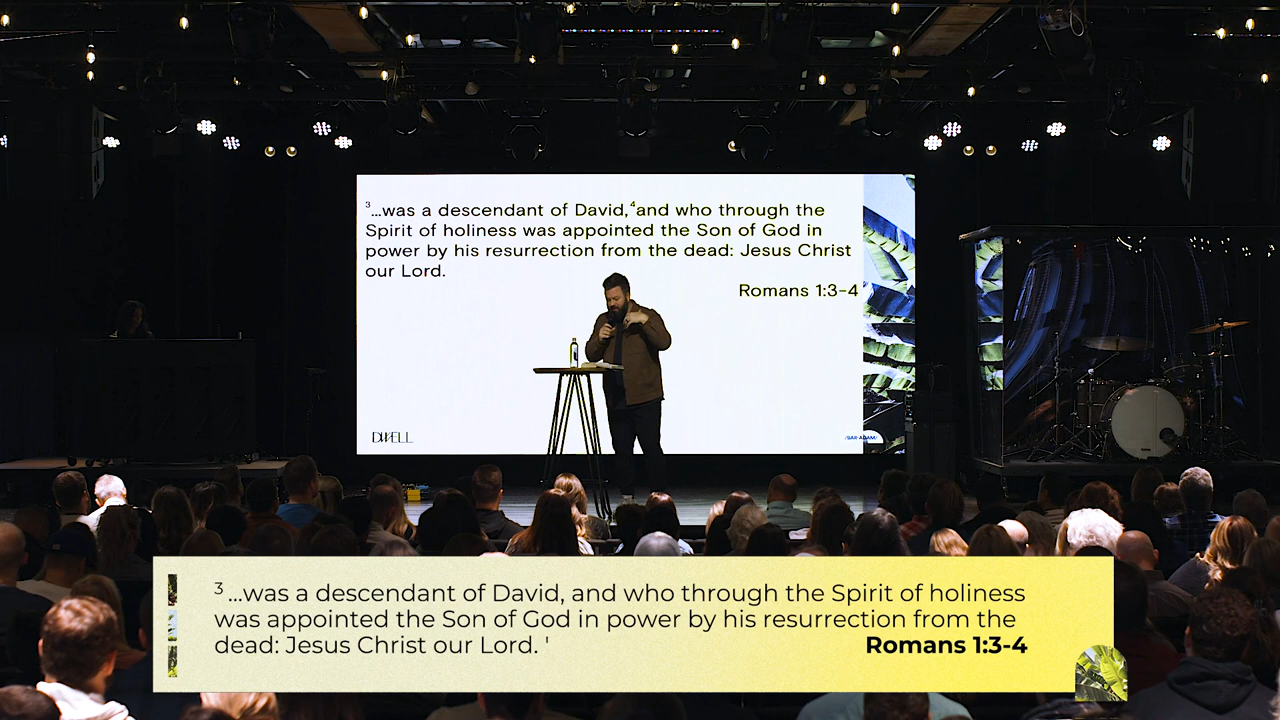 ³...was a descendant of David,⁴and who through the
Spirit of holiness was appointed the Son of God in
power by his resurrection from the dead: Jesus Christ
our Lord.
Romans 1:3-4
DWELL
³ ...was a descendant of David, and who through the Spirit of holiness
was appointed the Son of God in power by his resurrection from the
dead: Jesus Christ our Lord. '
Romans 1:3-4